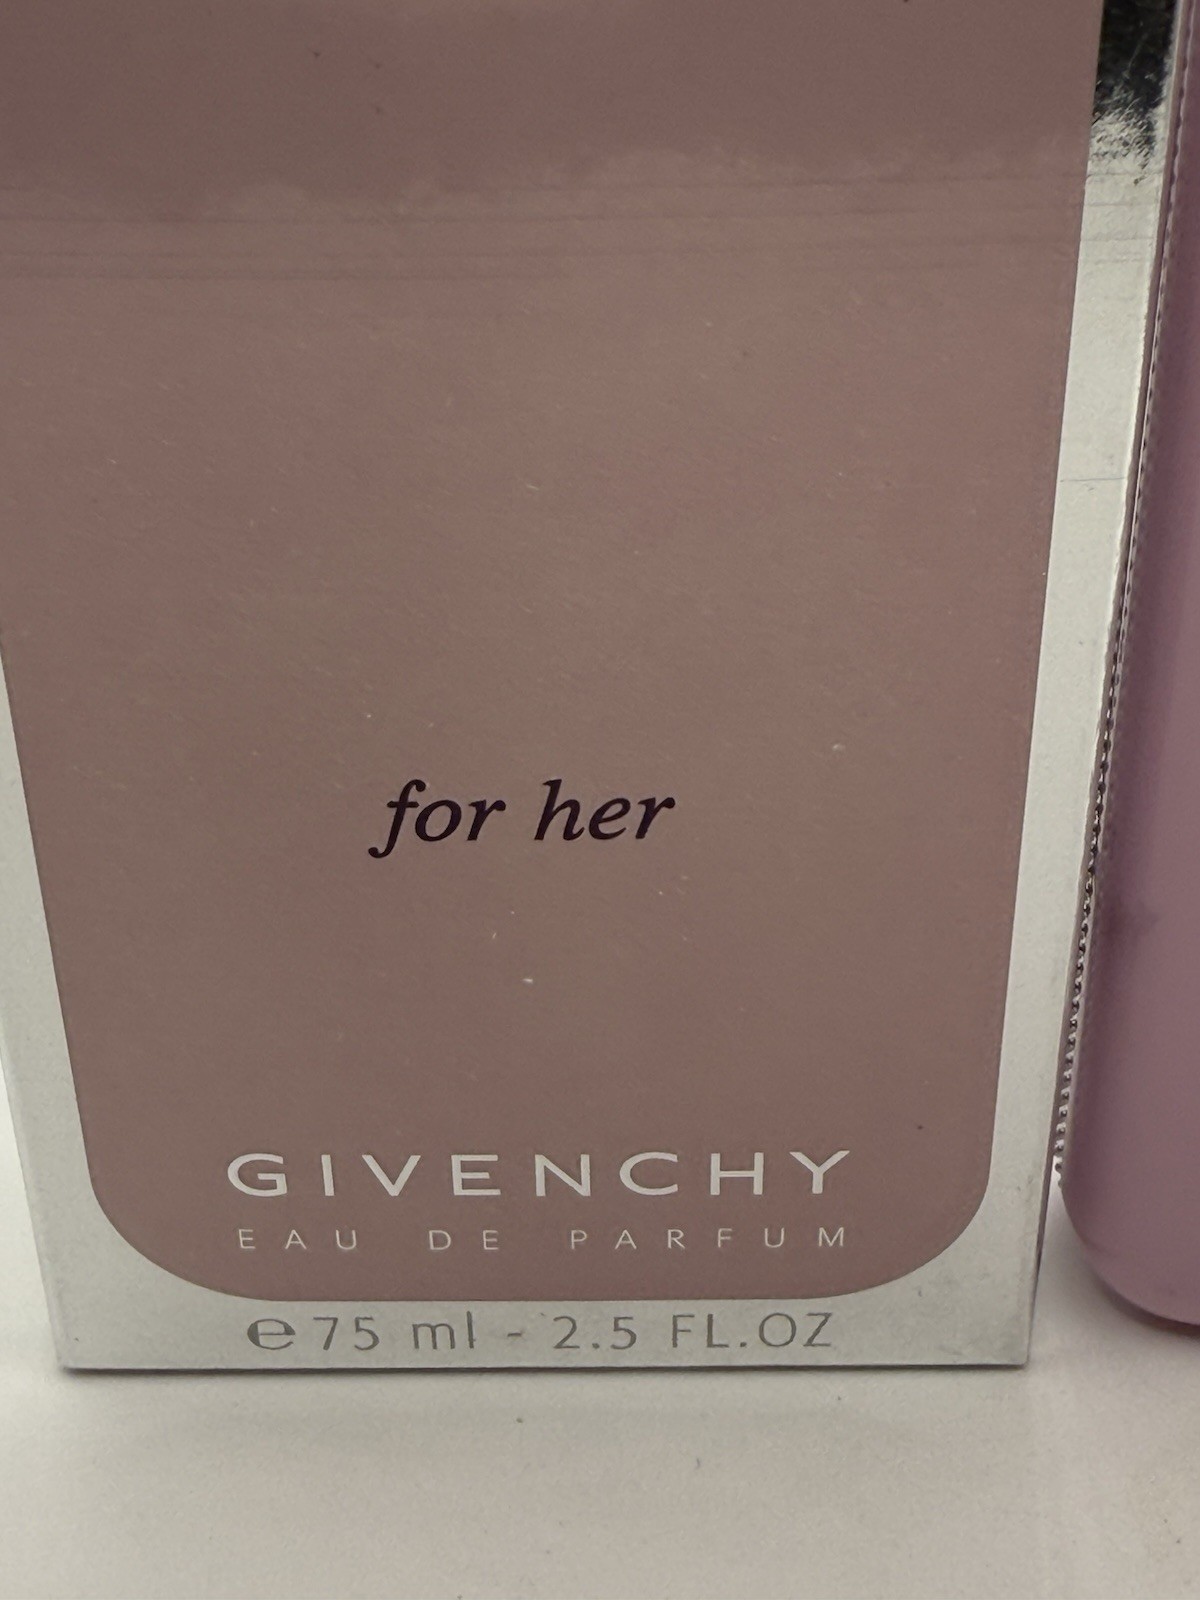 for her
GIVENCHY
EAU DE PARFUM
℮75 ml - 2.5 FL.OZ